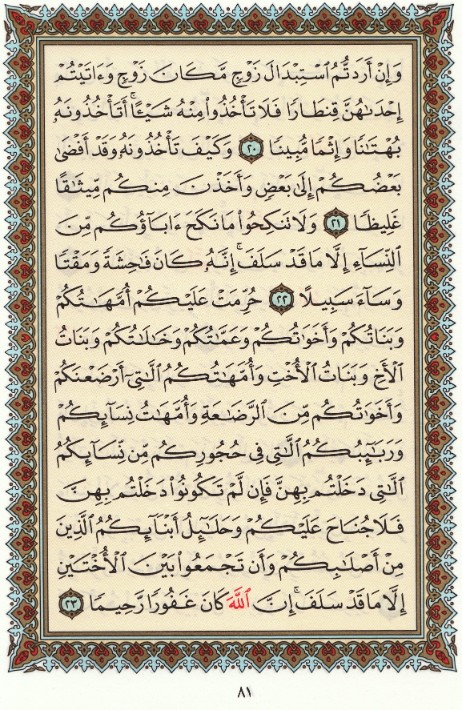 وَإِنْ أَرَدتُّمُ ٱسْتِبْدَالَ زَوْجٍ مَّكَانَ زَوْجٍ وَءَاتَيْتُمْ
إِحْدَىٰهُنَّ قِنطَارًا فَلَا تَأْخُذُوا۟ مِنْهُ شَيْـًٔا ۚ أَتَأْخُذُونَهُۥ
بُهْتَـٰنًا وَإِثْمًا مُّبِينًا ٢٠ وَكَيْفَ تَأْخُذُونَهُۥ وَقَدْ أَفْضَىٰ
بَعْضُكُمْ إِلَىٰ بَعْضٍ وَأَخَذْنَ مِنكُم مِّيثَـٰقًا
غَلِيظًا ٢١ وَلَا تَنكِحُوا۟ مَا نَكَحَ ءَابَآؤُكُم مِّنَ
ٱلنِّسَآءِ إِلَّا مَا قَدْ سَلَفَ ۚ إِنَّهُۥ كَانَ فَـٰحِشَةً وَمَقْتًا
وَسَآءَ سَبِيلًا ٢٢ حُرِّمَتْ عَلَيْكُمْ أُمَّهَـٰتُكُمْ
وَبَنَاتُكُمْ وَأَخَوَٰتُكُمْ وَعَمَّـٰتُكُمْ وَخَـٰلَـٰتُكُمْ وَبَنَاتُ
ٱلْأَخِ وَبَنَاتُ ٱلْأُخْتِ وَأُمَّهَـٰتُكُمُ ٱلَّـٰتِىٓ أَرْضَعْنَكُمْ
وَأَخَوَٰتُكُم مِّنَ ٱلرَّضَـٰعَةِ وَأُمَّهَـٰتُ نِسَآئِكُمْ
وَرَبَـٰٓئِبُكُمُ ٱلَّـٰتِى فِى حُجُورِكُم مِّن نِّسَآئِكُمُ
ٱلَّـٰتِى دَخَلْتُم بِهِنَّ فَإِن لَّمْ تَكُونُوا۟ دَخَلْتُم بِهِنَّ
فَلَا جُنَاحَ عَلَيْكُمْ وَحَلَـٰٓئِلُ أَبْنَآئِكُمُ ٱلَّذِينَ
مِنْ أَصْلَـٰبِكُمْ وَأَن تَجْمَعُوا۟ بَيْنَ ٱلْأُخْتَيْنِ
إِلَّا مَا قَدْ سَلَفَ ۗ إِنَّ ٱللَّهَ كَانَ غَفُورًا رَّحِيمًا ٢٣
٨١